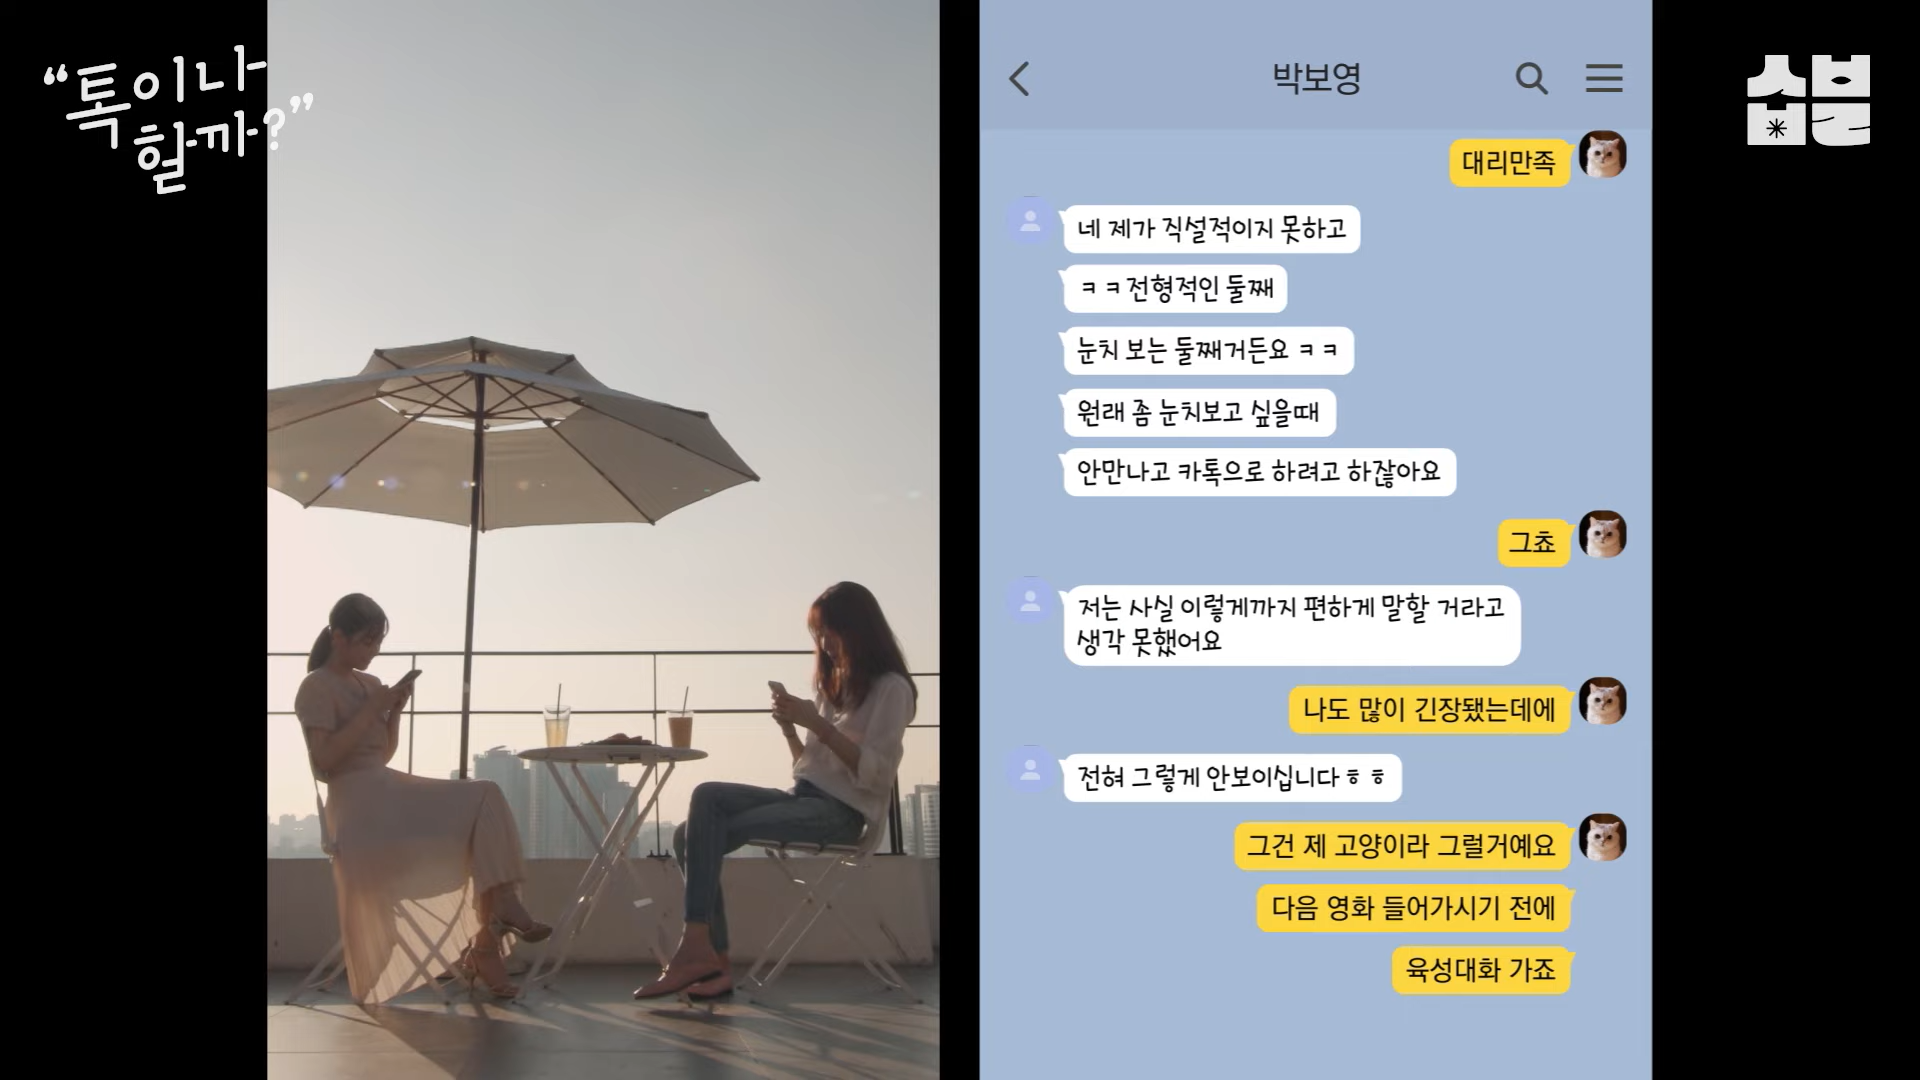 “톡이나
할까?”
박보영
대리만족
네 제가 직설적이지 못하고
ㅋㅋ전형적인 둘째
눈치 보는 둘째거든요 ㅋㅋ
원래 좀 눈치보고 싶을때
안만나고 카톡으로 하려고 하잖아요
그쵸
저는 사실 이렇게까지 편하게 말할 거라고
생각 못했어요
나도 많이 긴장됐는데에
전혀 그렇게 안보이십니다ㅎㅎ
그건 제 고양이라 그럴거예요
다음 영화 들어가시기 전에
육성대화 가죠